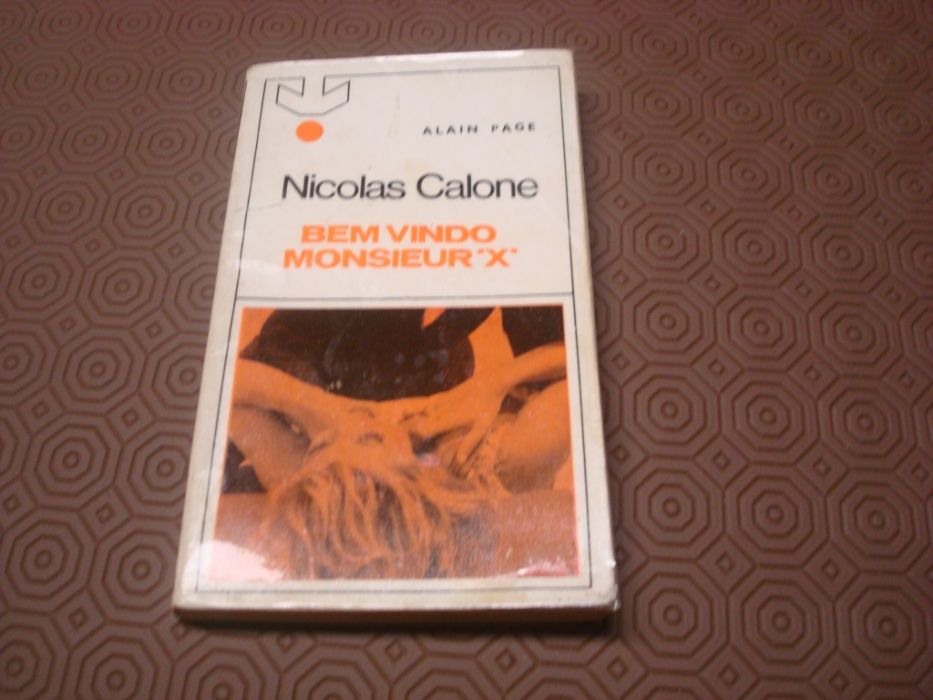 ALAIN PAGE
Nicolas Calone
BEM VINDO
MONSIEUR "X"